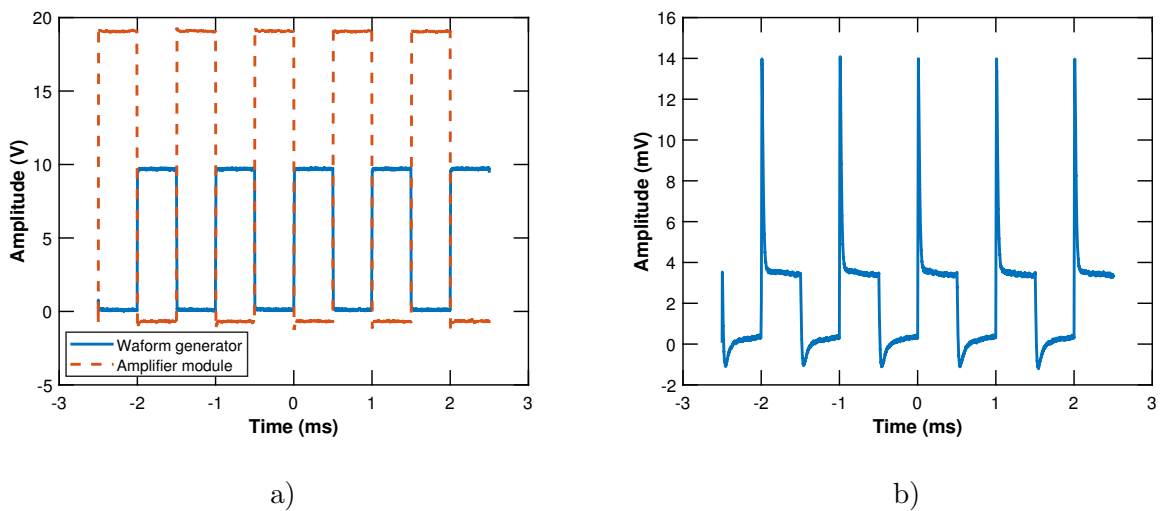 20
15
10
5
0
-5
Amplitude (V)
Waform generator
Amplifier module
-3 -2 -1 0 1 2 3
Time (ms)
a)
16
14
12
10
8
6
4
2
0
-2
Amplitude (mV)
-3 -2 -1 0 1 2 3
Time (ms)
b)